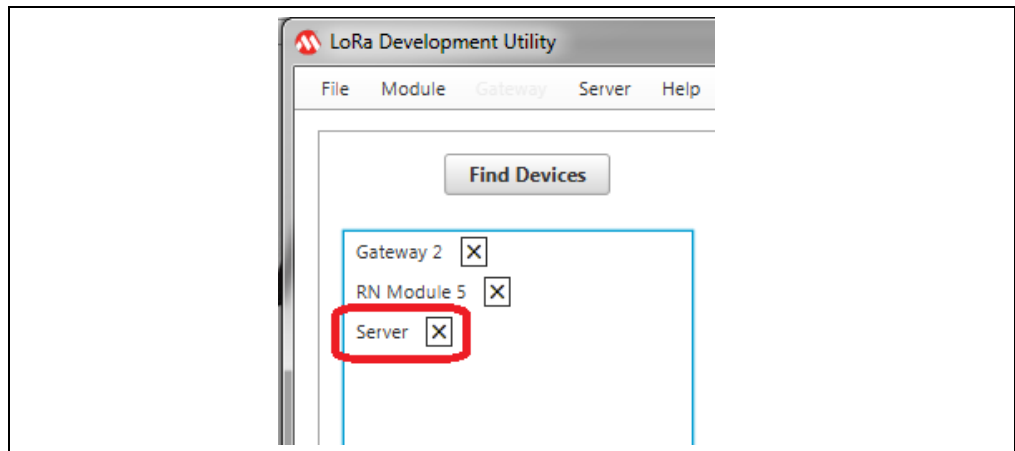 LoRa Development Utility
File Module Gateway Server Help
Find Devices
Gateway 2
RN Module 5
Server